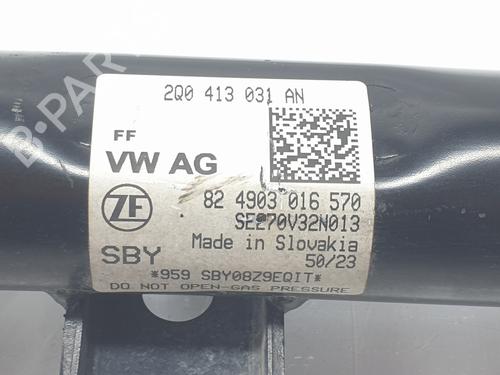 2Q0 413 031 AN
FF
VW AG
ZF
82 4903 016 570
SE270V32N013
Made in Slovakia
SBY
50/23
*959 SBY08Z9EQIT*
DO NOT OPEN-GAS PRESSURE
B-PARTS